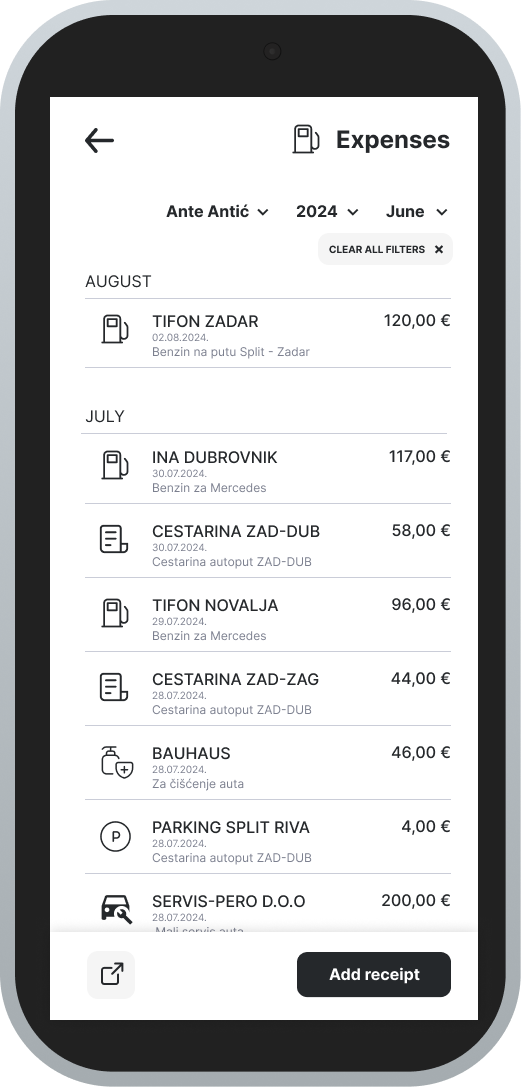 Expenses
Ante Antić 2024 June
CLEAR ALL FILTERS
AUGUST
TIFON ZADAR 120,00 €
02.08.2024.
Benzin na putu Split - Zadar
JULY
INA DUBROVNIK 117,00 €
30.07.2024.
Benzin za Mercedes
CESTARINA ZAD-DUB 58,00 €
30.07.2024.
Cestarina autoput ZAD-DUB
TIFON NOVALJA 96,00 €
29.07.2024.
Benzin za Mercedes
CESTARINA ZAD-ZAG 44,00 €
28.07.2024.
Cestarina autoput ZAD-DUB
BAUHAUS 46,00 €
28.07.2024.
Za čišćenje auta
P PARKING SPLIT RIVA 4,00 €
28.07.2024.
Cestarina autoput ZAD-DUB
SERVIS-PERO D.O.O 200,00 €
28.07.2024.
Mali servis auta
Add receipt